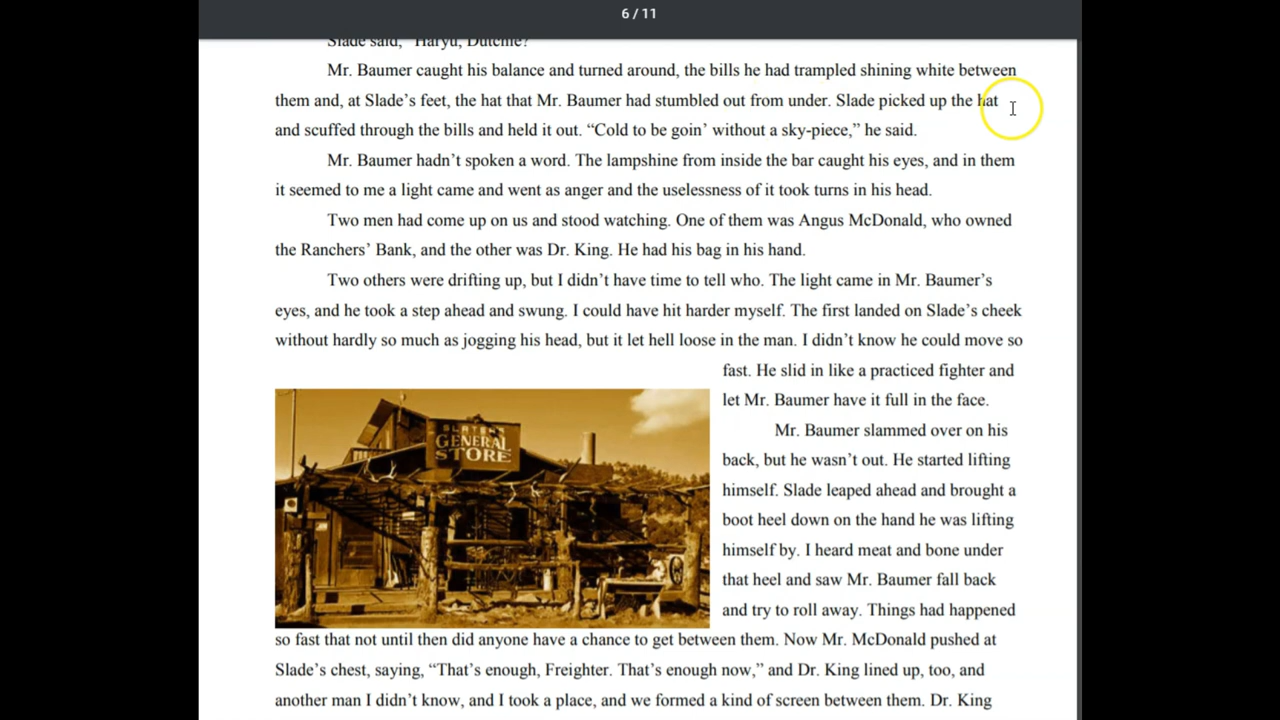 6 / 11
Slade said, "Haryu, Dutchie?
Mr. Baumer caught his balance and turned around, the bills he had trampled shining white between
them and, at Slade’s feet, the hat that Mr. Baumer had stumbled out from under. Slade picked up the hat
and scuffed through the bills and held it out. “Cold to be goin’ without a sky-piece,” he said.
Mr. Baumer hadn’t spoken a word. The lampshine from inside the bar caught his eyes, and in them
it seemed to me a light came and went as anger and the uselessness of it took turns in his head.
Two men had come up on us and stood watching. One of them was Angus McDonald, who owned
the Ranchers’ Bank, and the other was Dr. King. He had his bag in his hand.
Two others were drifting up, but I didn’t have time to tell who. The light came in Mr. Baumer’s
eyes, and he took a step ahead and swung. I could have hit harder myself. The first landed on Slade’s cheek
without hardly so much as jogging his head, but it let hell loose in the man. I didn’t know he could move so
fast. He slid in like a practiced fighter and
let Mr. Baumer have it full in the face.
Mr. Baumer slammed over on his
back, but he wasn’t out. He started lifting
himself. Slade leaped ahead and brought a
boot heel down on the hand he was lifting
himself by. I heard meat and bone under
that heel and saw Mr. Baumer fall back
and try to roll away. Things had happened
SLATER'S
GENERAL
STORE
so fast that not until then did anyone have a chance to get between them. Now Mr. McDonald pushed at
Slade’s chest, saying, “That’s enough, Freighter. That’s enough now,” and Dr. King lined up, too, and
another man I didn’t know, and I took a place, and we formed a kind of screen between them. Dr. King